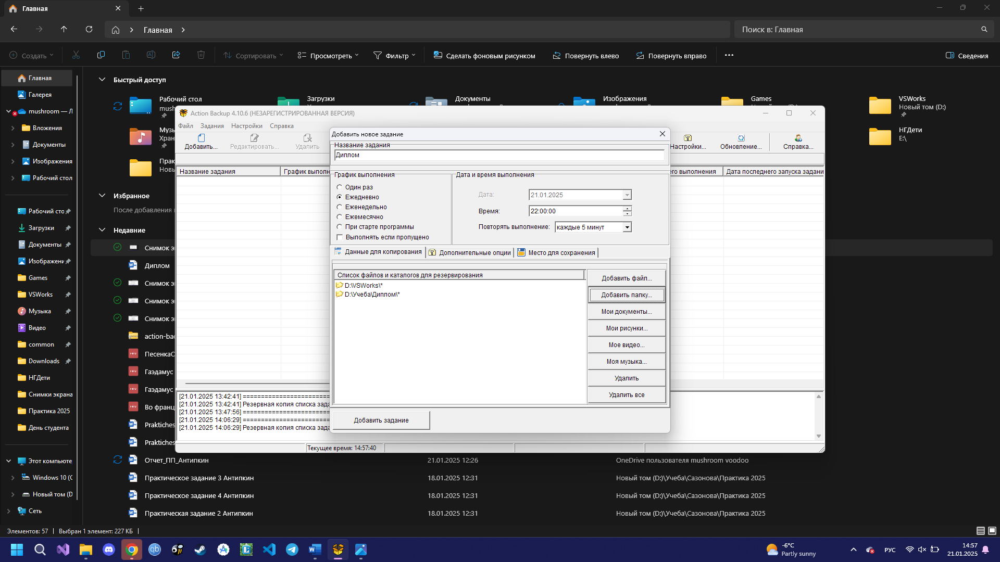 Главная
Главная
Поиск в: Главная
Создать
Сортировать
Просмотреть
Фильтр
Сделать фоновым рисунком
Повернуть влево
Повернуть вправо
Сведения
Главная
Галерея
mushroom — Л
Вложения
Документы
Изображения
Рабочий стол
Рабочий сто
Загрузки
Документы
Изображени
Games
VSWorks
Музыка
Видео
common
Downloads
НГДети
Снимки экрана
Практика 2025
День студента
Этот компьюте
Windows 10 (C
Новый том (D
Сеть
Быстрый доступ
Рабочий стол
Загрузки
Документы
Изображения
Games
VSWorks
Новый том (D:)
НГДети
E:\
Избранное
После добавления
Недавние
Снимок э
Диплом
Снимок э
Снимок э
Снимок э
action-bac
ПесенкаС
Гаэдамус
Гаэдамус
Во франц
Praktiches
Praktiches
Отчет_ПП_Антипкин 21.01.2025 12:26 OneDrive пользователя mushroom voodoo
Практическое задание 3 Антипкин 18.01.2025 12:31 Новый том (D:)\Учеба\Сазонова\Практика 2025
Практическое задание 4 Антипкин 18.01.2025 12:31 Новый том (D:)\Учеба\Сазонова\Практика 2025
Практическая задание 2 Антипкин 18.01.2025 12:31 Новый том (D:)\Учеба\Сазонова\Практика 2025
Action Backup 4.10.6 (НЕЗАРЕГИСТРИРОВАННАЯ ВЕРСИЯ)
Файл Задания Настройки Справка
Добавить... Редактировать... Удалить Настройки... Обновление... Справка...
Название задания График выполн го выполнения Дата последнего запуска задани
Добавить новое задание
Название задания
Диплом
График выполнения
Один раз
Ежедневно
Еженедельно
Ежемесячно
При старте программы
Выполнять если пропущено
Дата и время выполнения
Дата: 21.01.2025
Время: 22:00:00
Повторять выполнение: каждые 5 минут
Данные для копирования Дополнительные опции Место для сохранения
Список файлов и каталогов для резервирования
D:\VSWorks\*
D:\Учеба\Диплом\*
Добавить файл...
Добавить папку...
Мои документы...
Мои рисунки...
Мое видео...
Моя музыка...
Удалить
Удалить все
Добавить задание
[21.01.2025 13:42:41] ========================
[21.01.2025 13:42:41] Резервная копия списка зада
[21.01.2025 13:47:56] ========================
[21.01.2025 14:06:29] ========================
[21.01.2025 14:06:29] Резервная копия списка зада
Текущее время: 14:57:40
Элементов: 57 | Выбран 1 элемент: 227 КБ |
-6°C
Partly sunny
РУС
14:57
21.01.2025